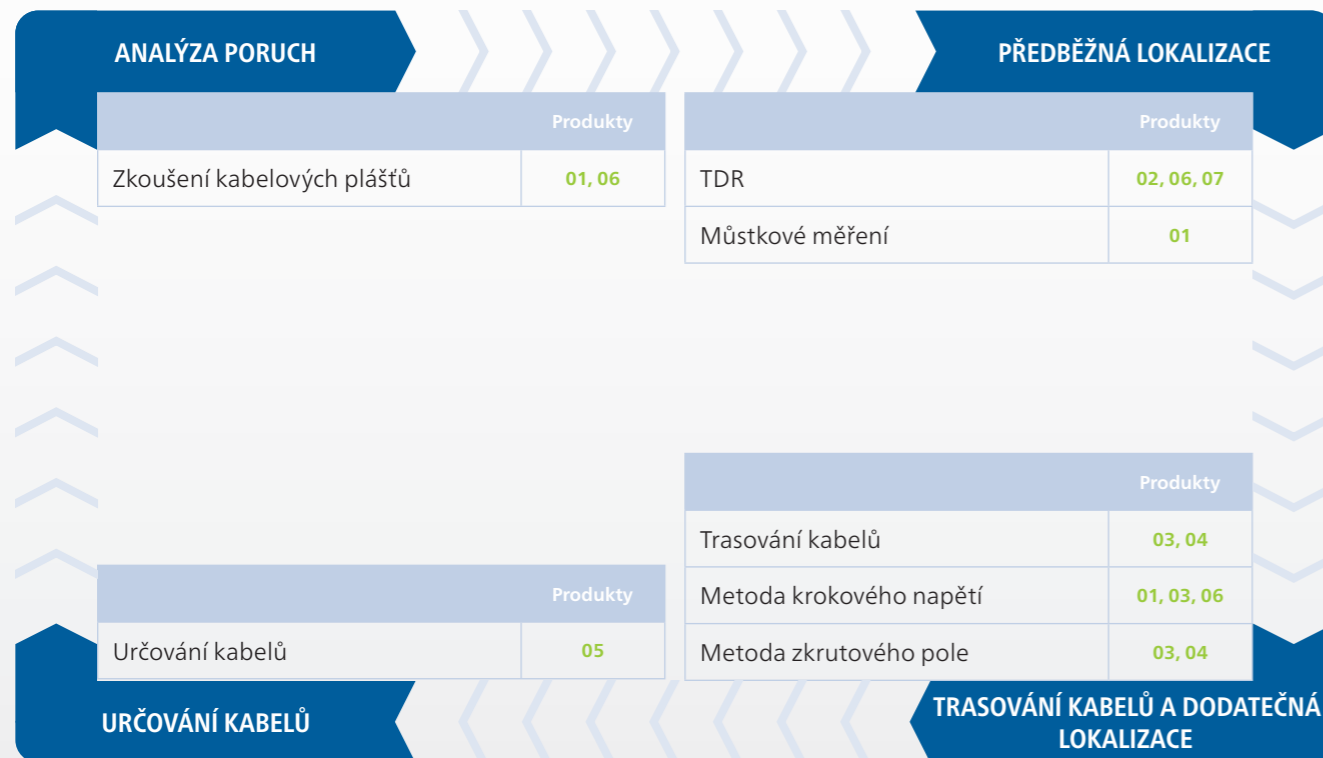 ANALÝZA PORUCH
PŘEDBĚŽNÁ LOKALIZACE
Produkty
Zkoušení kabelových plášťů 01, 06
Produkty
TDR 02, 06, 07
Můstkové měření 01
Produkty
Trasování kabelů 03, 04
Metoda krokového napětí 01, 03, 06
Metoda zkrutového pole 03, 04
Produkty
Určování kabelů 05
URČOVÁNÍ KABELŮ
TRASOVÁNÍ KABELŮ A DODATEČNÁ
LOKALIZACE